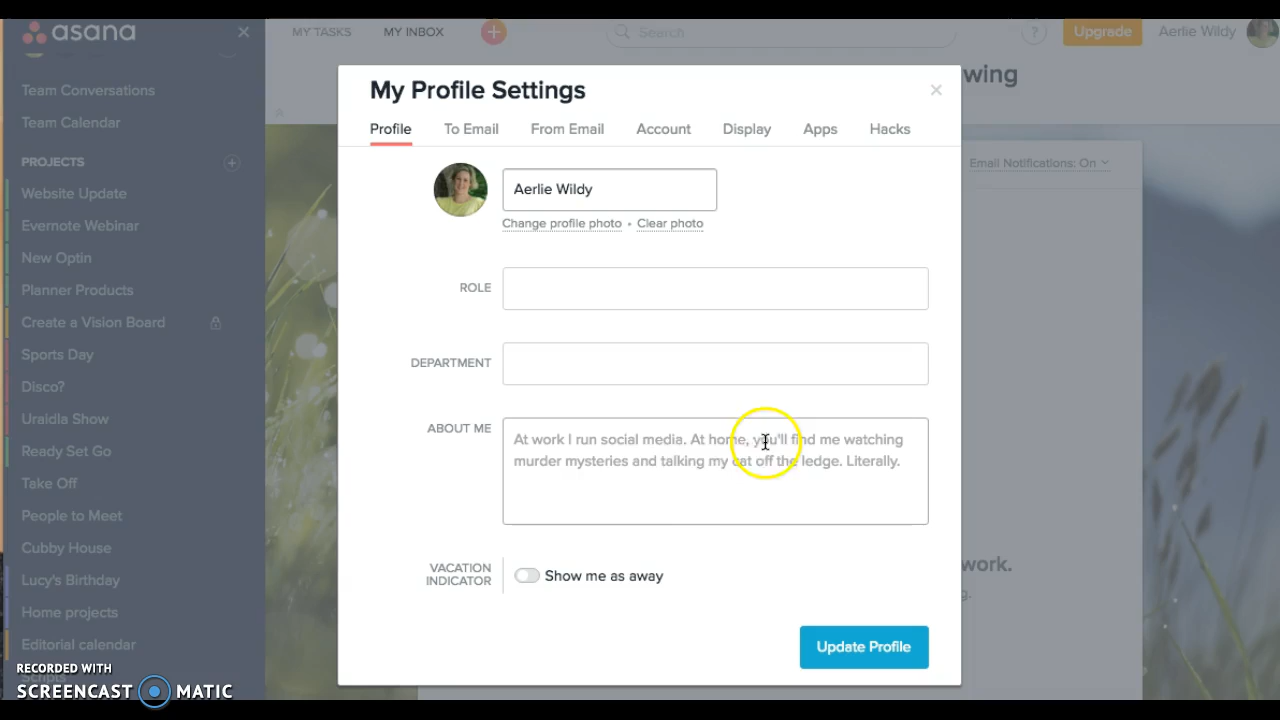 asana
MY TASKS
MY INBOX
Search
?
Upgrade
Aerlie Wildy
Team Conversations
Team Calendar
PROJECTS
Website Update
Evernote Webinar
New Optin
Planner Products
Create a Vision Board
Sports Day
Disco?
Uraidla Show
Ready Set Go
Take Off
People to Meet
Cubby House
Lucy's Birthday
Home projects
Editorial calendar
Scripts
RECORDED WITH
SCREENCAST MATIC
My Profile Settings
Profile
To Email
From Email
Account
Display
Apps
Hacks
Aerlie Wildy
Change profile photo • Clear photo
ROLE
DEPARTMENT
ABOUT ME
At work I run social media. At home, you'll find me watching
murder mysteries and talking my cat off the ledge. Literally.
VACATION
INDICATOR
Show me as away
Update Profile
wing
Email Notifications: On
work.
g.